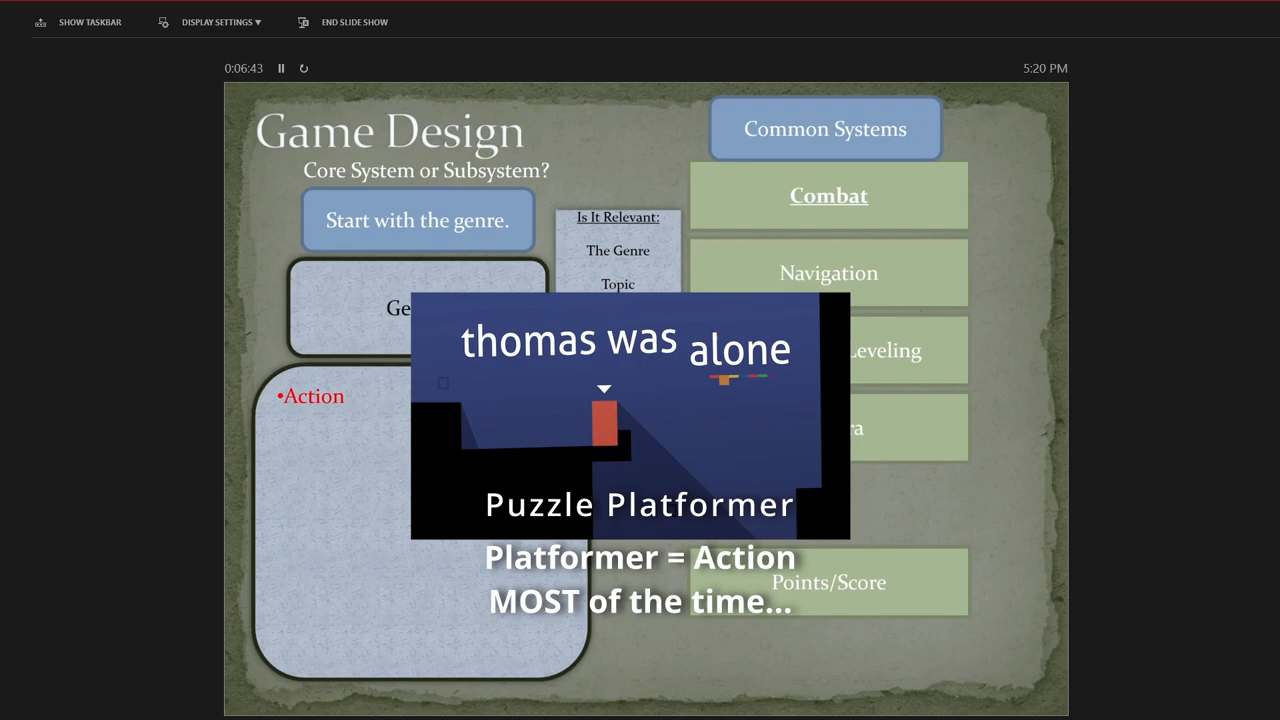 SHOW TASKBAR
DISPLAY SETTINGS ▼
END SLIDE SHOW
0:06:43
5:20 PM
Game Design
Core System or Subsystem?
Start with the genre.
Ge
•Action
Is It Relevant:
The Genre
Topic
Common Systems
Combat
Navigation
Leveling
ra
Points/Score
thomas was alone
Puzzle Platformer
Platformer = Action
MOST of the time...